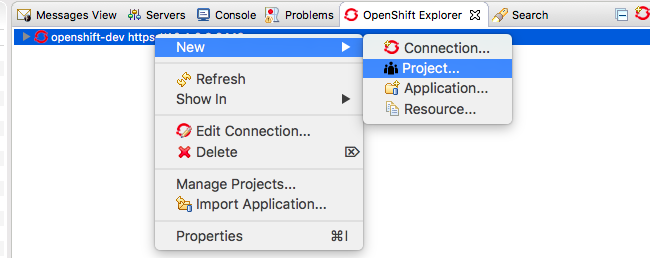 Messages View Servers Console Problems OpenShift Explorer Search
openshift-dev https
New
Connection...
Project...
Application...
Resource...
Refresh
Show In
Edit Connection...
Delete
Manage Projects...
Import Application...
Properties ⌘I